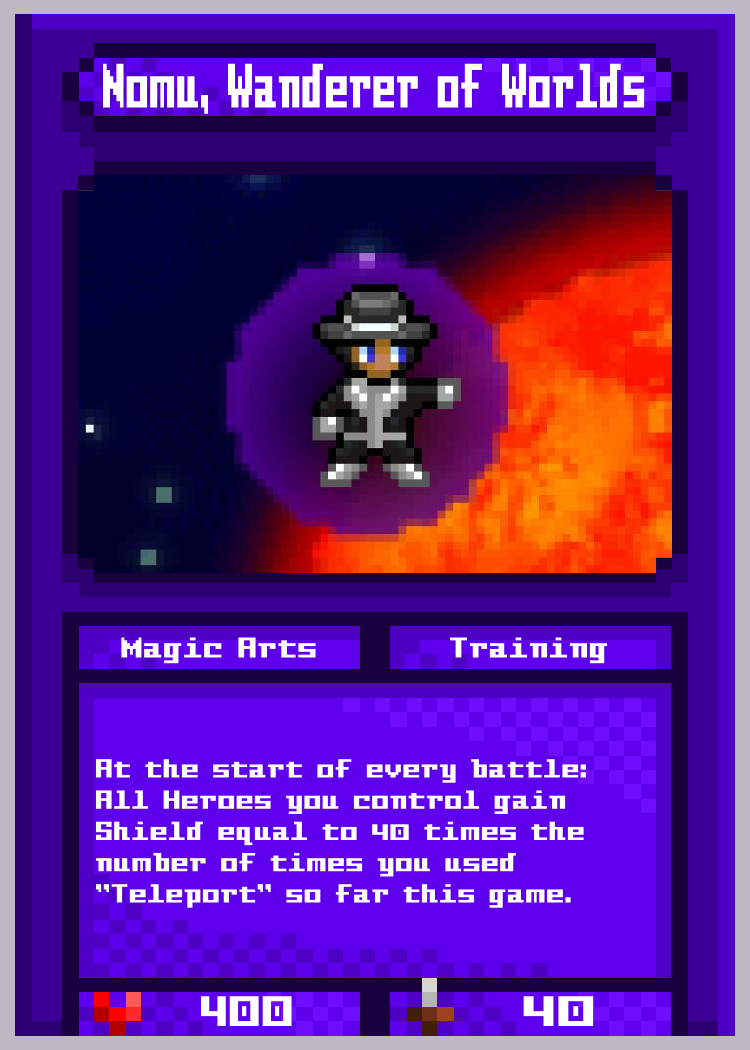 Nomu, Wanderer of Worlds
Magic Arts
Training
At the start of every battle:
All Heroes you control gain
Shield equal to 40 times the
number of times you used
"Teleport" so far this game.
400
40